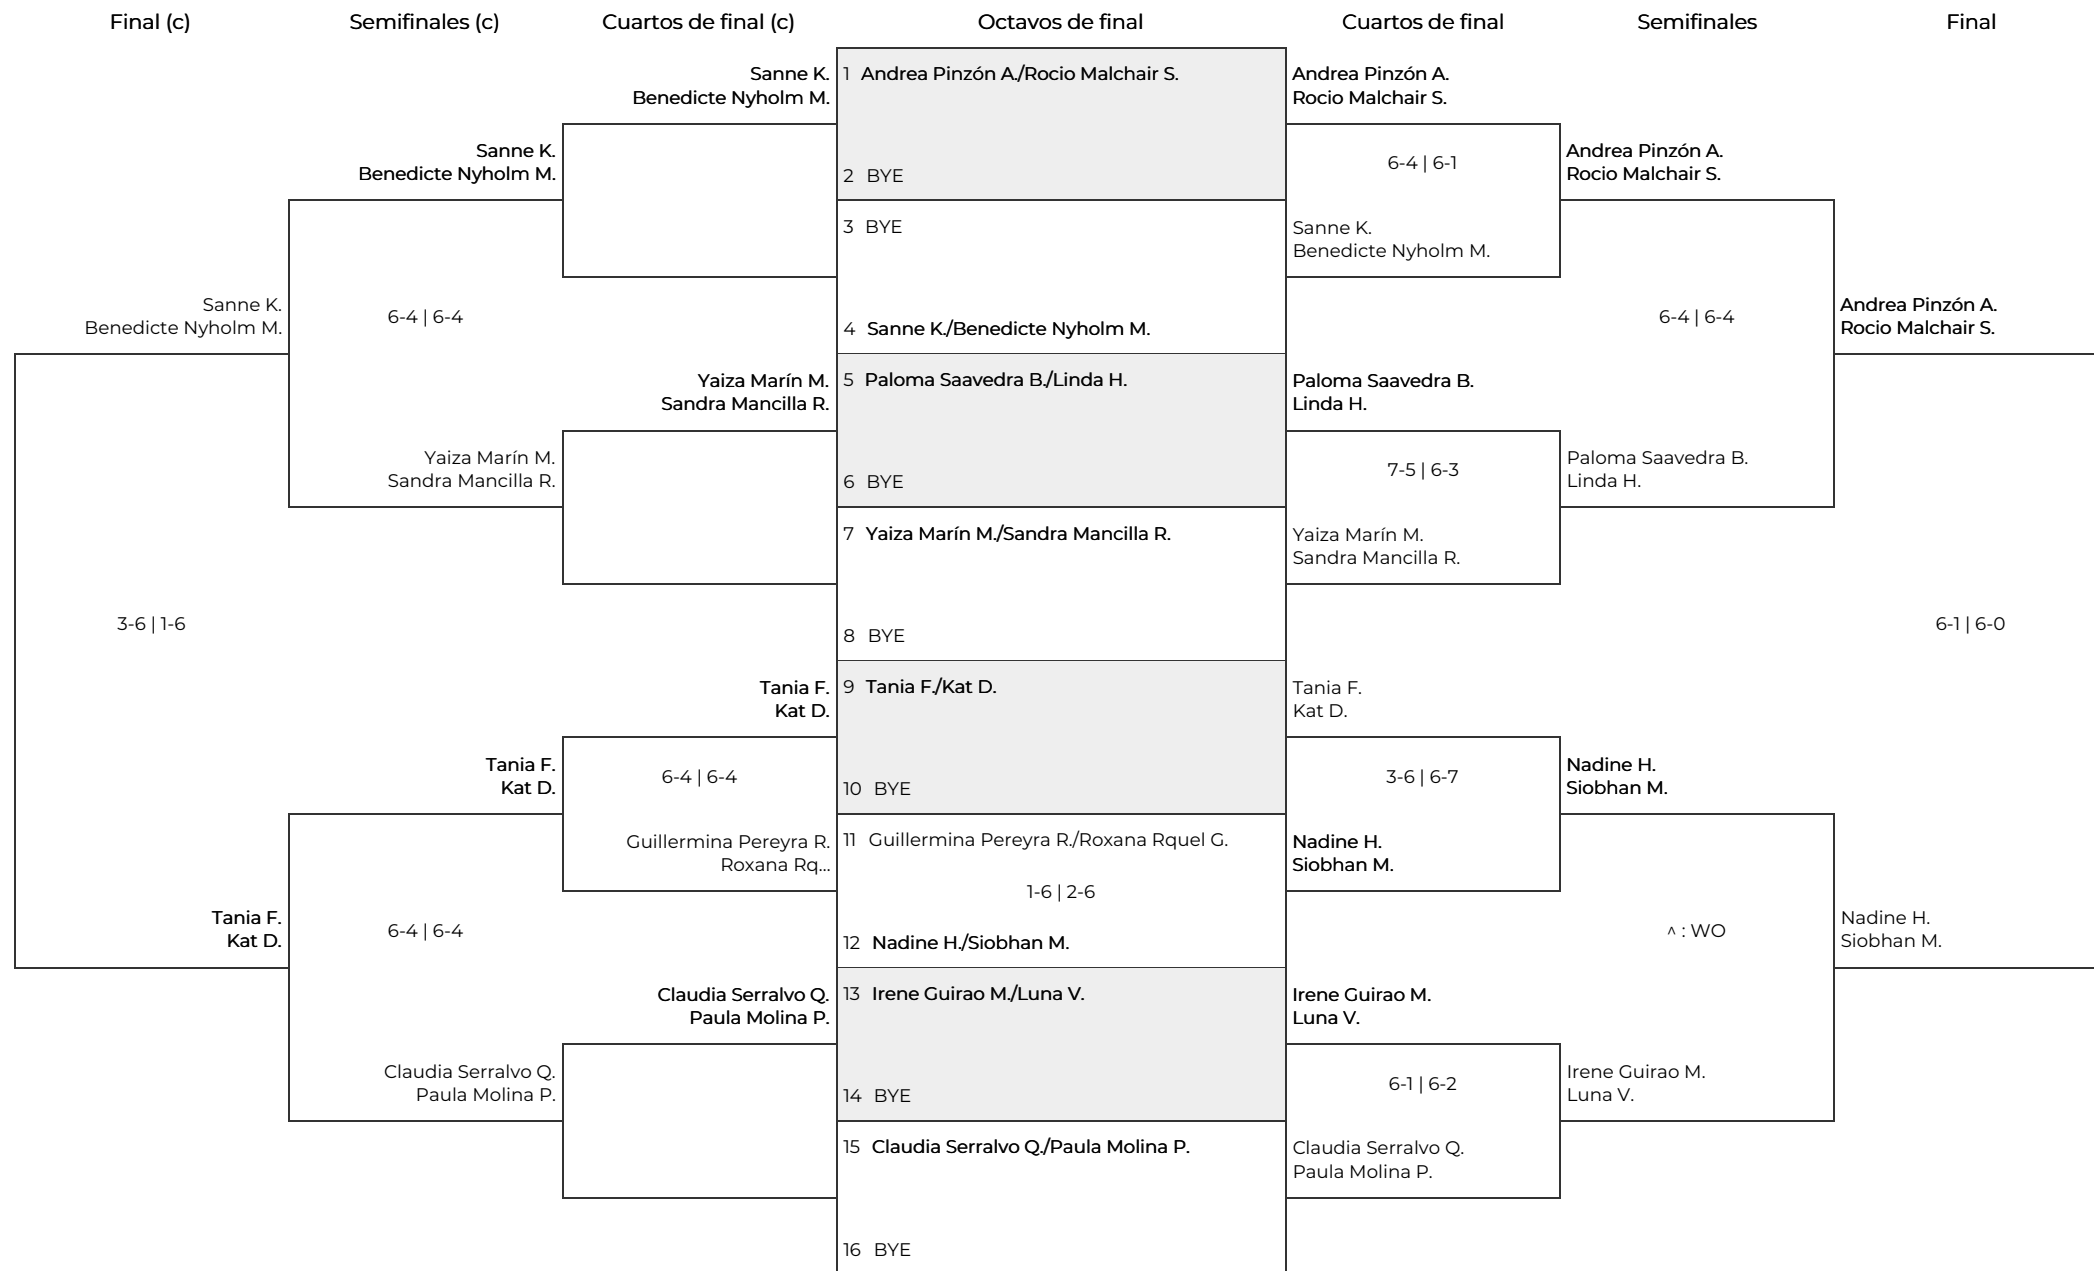 Final (c)
Semifinales (c)
Cuartos de final (c)
Octavos de final
Cuartos de final
Semifinales
Final
Sanne K.
Benedicte Nyholm M.
Tania F.
Kat D.
3-6 | 1-6
Sanne K.
Benedicte Nyholm M.
6-4 | 6-4
Yaiza Marín M.
Sandra Mancilla R.
Tania F.
Kat D.
6-4 | 6-4
Claudia Serralvo Q.
Paula Molina P.
Sanne K.
Benedicte Nyholm M.
Yaiza Marín M.
Sandra Mancilla R.
Tania F.
Kat D.
6-4 | 6-4
Guillermina Pereyra R.
Roxana Rq...
Claudia Serralvo Q.
Paula Molina P.
1 Andrea Pinzón A./Rocio Malchair S.
2 BYE
3 BYE
4 Sanne K./Benedicte Nyholm M.
5 Paloma Saavedra B./Linda H.
6 BYE
7 Yaiza Marín M./Sandra Mancilla R.
8 BYE
9 Tania F./Kat D.
10 BYE
11 Guillermina Pereyra R./Roxana Rquel G.
1-6 | 2-6
12 Nadine H./Siobhan M.
13 Irene Guirao M./Luna V.
14 BYE
15 Claudia Serralvo Q./Paula Molina P.
16 BYE
Andrea Pinzón A.
Rocio Malchair S.
6-4 | 6-1
Sanne K.
Benedicte Nyholm M.
Paloma Saavedra B.
Linda H.
7-5 | 6-3
Yaiza Marín M.
Sandra Mancilla R.
Tania F.
Kat D.
3-6 | 6-7
Nadine H.
Siobhan M.
Irene Guirao M.
Luna V.
6-1 | 6-2
Claudia Serralvo Q.
Paula Molina P.
Andrea Pinzón A.
Rocio Malchair S.
6-4 | 6-4
Paloma Saavedra B.
Linda H.
Nadine H.
Siobhan M.
^ : WO
Irene Guirao M.
Luna V.
Andrea Pinzón A.
Rocio Malchair S.
6-1 | 6-0
Nadine H.
Siobhan M.